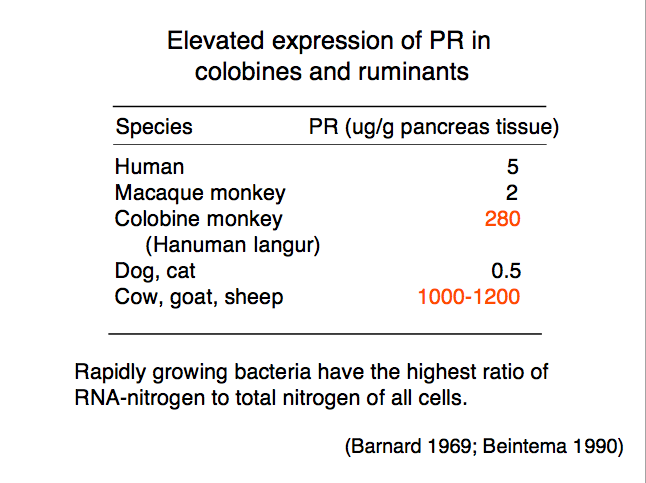 Elevated expression of PR in
colobines and ruminants
Species PR (ug/g pancreas tissue)
Human 5
Macaque monkey 2
Colobine monkey 280
(Hanuman langur)
Dog, cat 0.5
Cow, goat, sheep 1000-1200
Rapidly growing bacteria have the highest ratio of
RNA-nitrogen to total nitrogen of all cells.
(Barnard 1969; Beintema 1990)